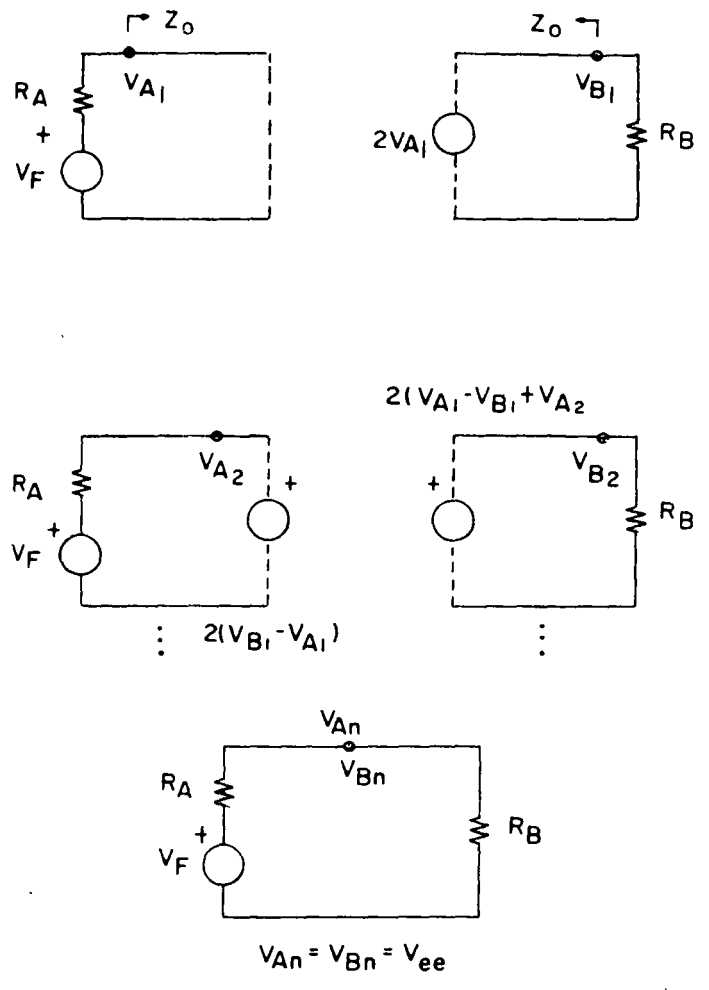 Z₀ Z₀
V_A₁ V_B₁
R_A
+ 2V_A₁ R_B
V_F
2(V_A₁ - V_B₁ + V_A₂
V_A₂ V_B₂
R_A + + R_B
+
V_F
⋮ 2(V_B₁ - V_A₁) ⋮
V_An
V_Bn
R_A
+ R_B
V_F
V_An = V_Bn = V_ee